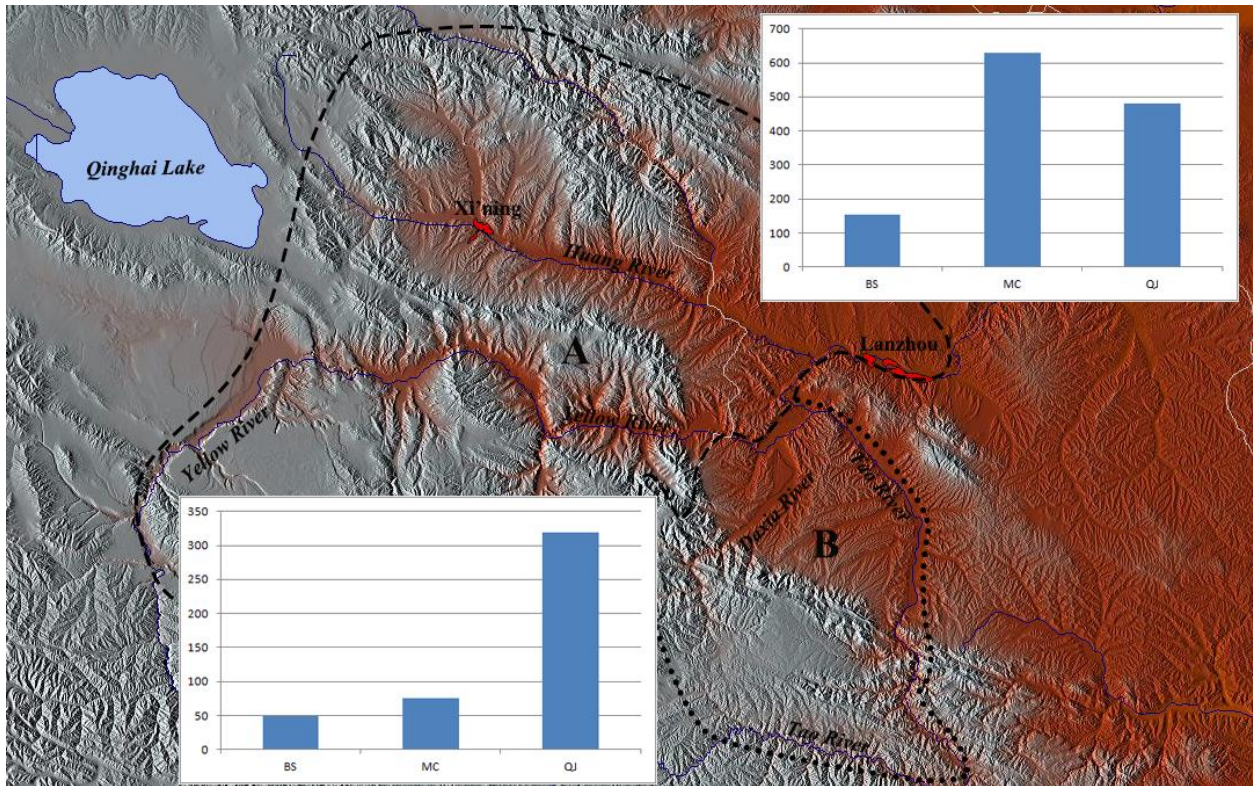 700
600
500
400
300
200
100
0
BS MC QJ
Qinghai Lake
Xi'ning
Huang River
Lanzhou
A
Yellow River
Yellow River
Tao River
Daxia River
B
350
300
250
200
150
100
50
0
BS MC QJ
Tao River